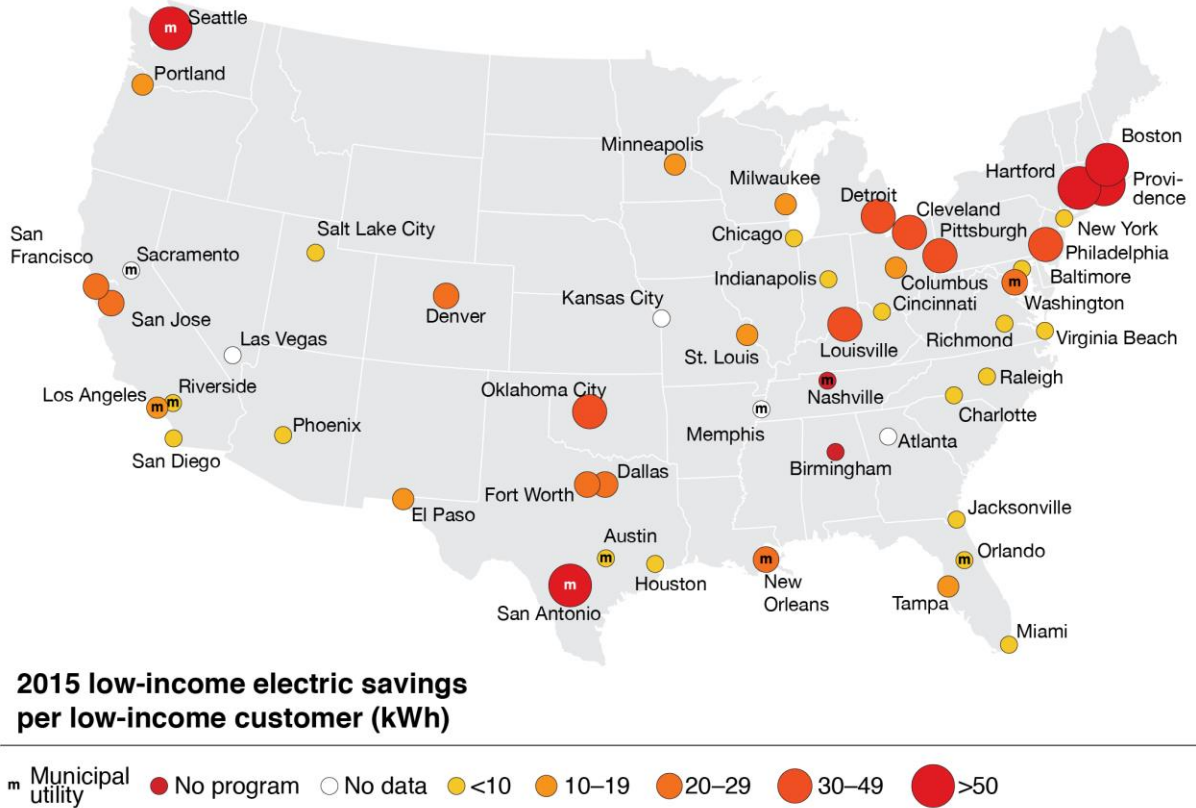 m
Seattle
Portland
Minneapolis
Milwaukee
Chicago
Detroit
Cleveland
Pittsburgh
Hartford
Boston
Provi-
dence
New York
Philadelphia
Baltimore
m
Washington
Columbus
Cincinnati
Indianapolis
Louisville
Richmond
Virginia Beach
Raleigh
Charlotte
Salt Lake City
San
Francisco
m
Sacramento
San Jose
Las Vegas
Denver
Kansas City
St. Louis
Los Angeles
m
Riverside
m
San Diego
Phoenix
Oklahoma City
m
Nashville
m
Memphis
Atlanta
Birmingham
Fort Worth
Dallas
El Paso
Austin
m
Houston
m
San Antonio
m
New
Orleans
Jacksonville
m
Orlando
Tampa
Miami
2015 low-income electric savings
per low-income customer (kWh)
m Municipal
utility
No program
No data
<10
10–19
20–29
30–49
>50